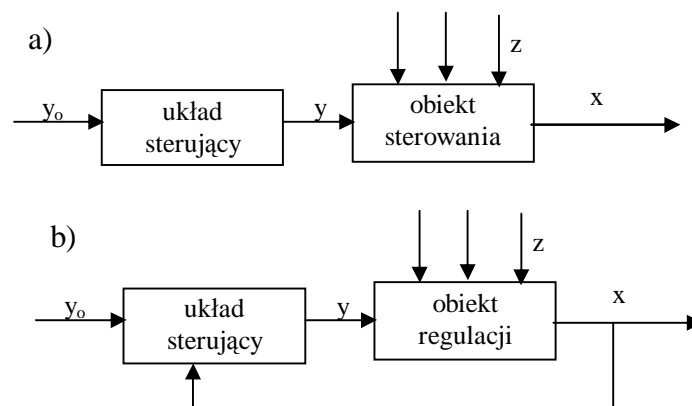 a)
z
yₒ
układ
sterujący
y
obiekt
sterowania
x
b)
z
yₒ
układ
sterujący
y
obiekt
regulacji
x